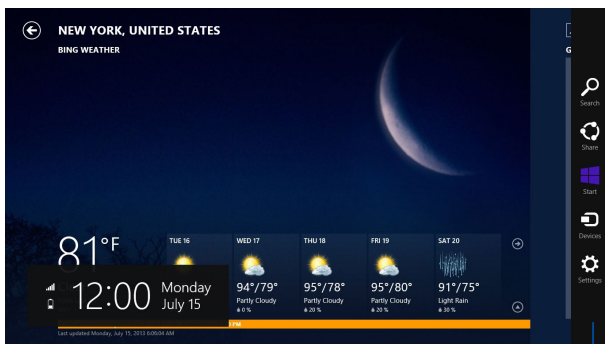 NEW YORK, UNITED STATES
BING WEATHER
G
Search
Share
Start
Devices
Settings
81°F
TUE 16
WED 17
94°/79°
Partly Cloudy
0 %
THU 18
95°/78°
Partly Cloudy
20 %
FRI 19
95°/80°
Partly Cloudy
20 %
SAT 20
91°/75°
Light Rain
30 %
12:00
Monday
July 15
PM
Last updated Monday, July 15, 2013 6:06:04 AM